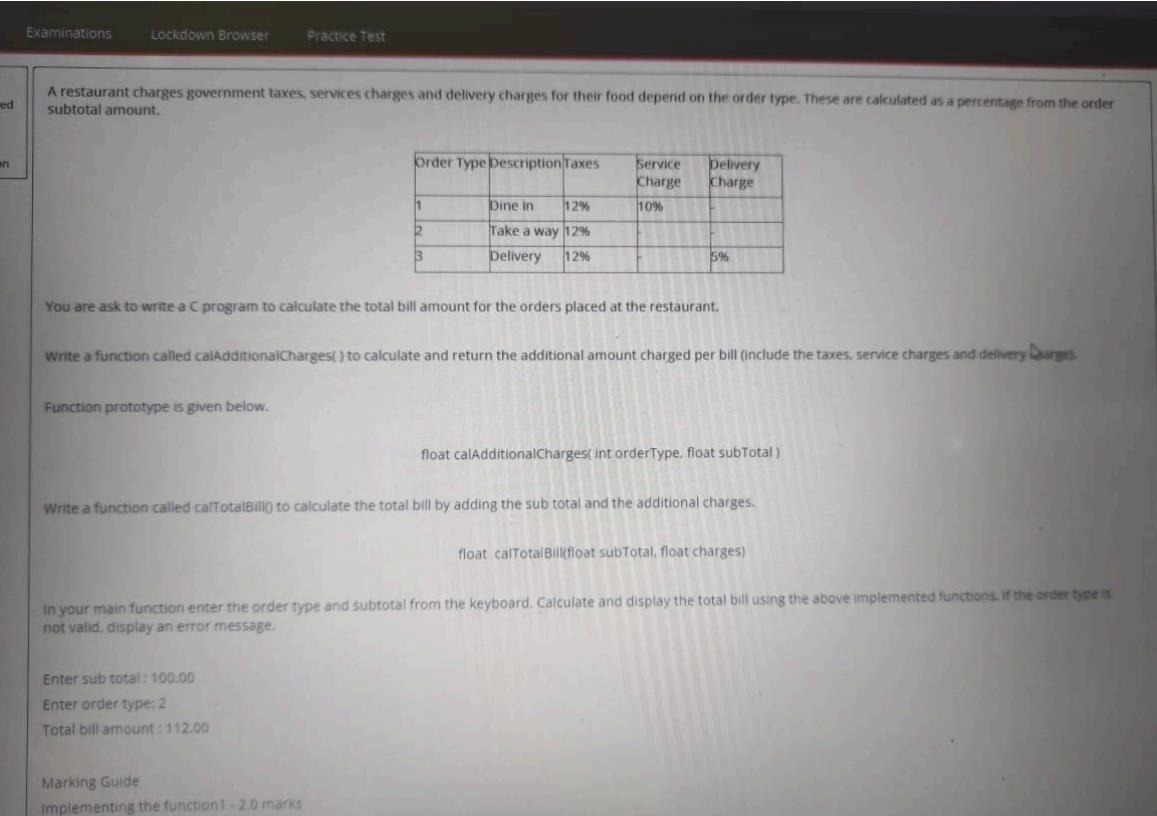 Examinations Lockdown Browser Practice Test
ed
on
A restaurant charges government taxes, services charges and delivery charges for their food depend on the order type. These are calculated as a percentage from the order
subtotal amount.
Order Type Description Taxes Service Charge Delivery Charge
1 Dine in 12% 10% -
2 Take a way 12% - -
3 Delivery 12% - 5%
You are ask to write a C program to calculate the total bill amount for the orders placed at the restaurant.
Write a function called calAdditionalCharges( ) to calculate and return the additional amount charged per bill (include the taxes, service charges and delivery charge).
Function prototype is given below.
float calAdditionalCharges( int orderType, float subTotal )
Write a function called calTotalBill() to calculate the total bill by adding the sub total and the additional charges.
float calTotalBill(float subTotal, float charges)
In your main function enter the order type and subtotal from the keyboard. Calculate and display the total bill using the above implemented functions. If the order type is
not valid, display an error message.
Enter sub total : 100.00
Enter order type: 2
Total bill amount : 112.00
Marking Guide
Implementing the function1 - 2.0 marks